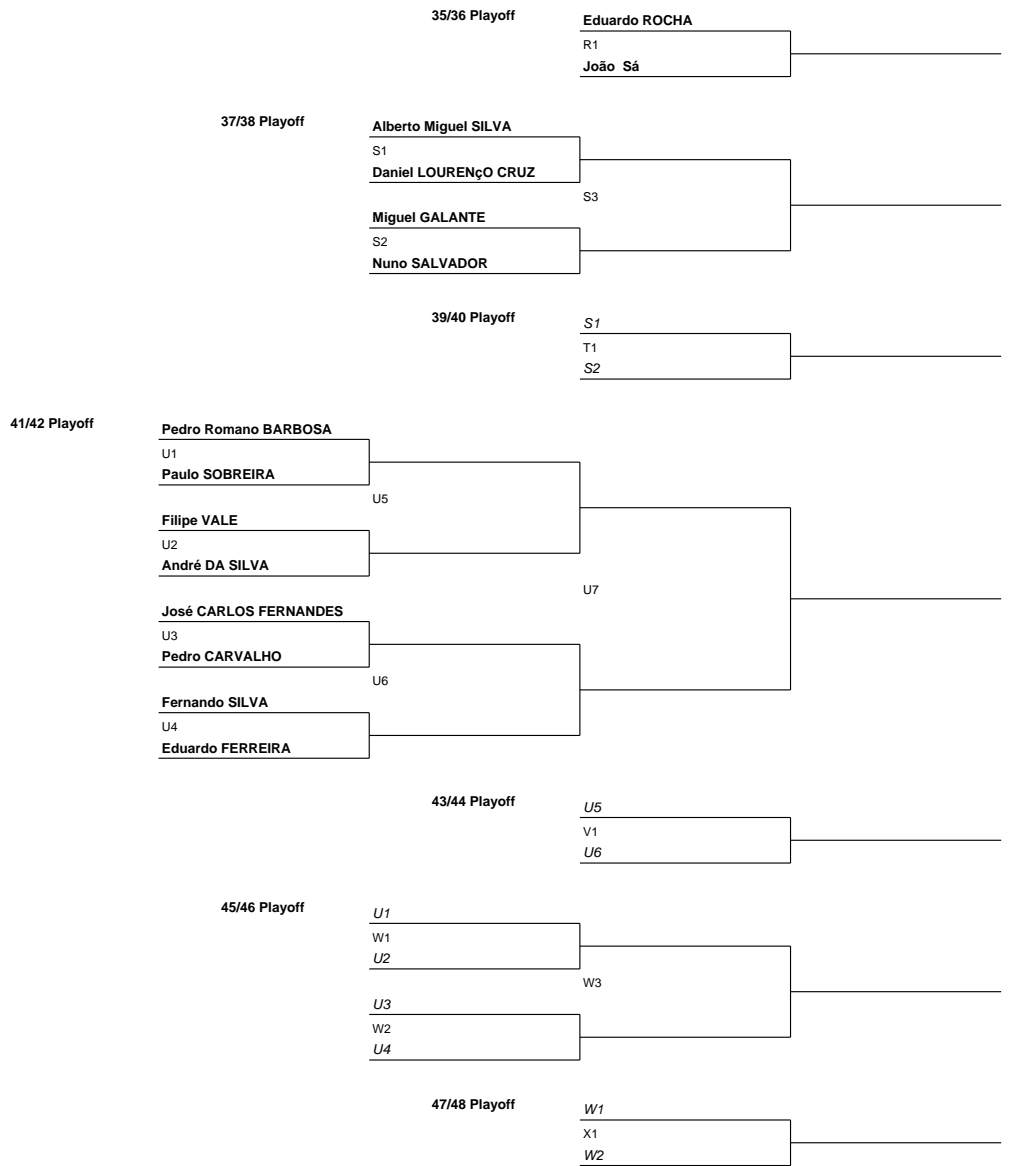 35/36 Playoff
Eduardo ROCHA
R1
João  Sá
37/38 Playoff
Alberto Miguel SILVA
S1
Daniel LOURENçO CRUZ
S3
Miguel GALANTE
S2
Nuno SALVADOR
39/40 Playoff
S1
T1
S2
41/42 Playoff
Pedro Romano BARBOSA
U1
Paulo SOBREIRA
U5
Filipe VALE
U2
André DA SILVA
U7
José CARLOS FERNANDES
U3
Pedro CARVALHO
U6
Fernando SILVA
U4
Eduardo FERREIRA
43/44 Playoff
U5
V1
U6
45/46 Playoff
U1
W1
U2
W3
U3
W2
U4
47/48 Playoff
W1
X1
W2